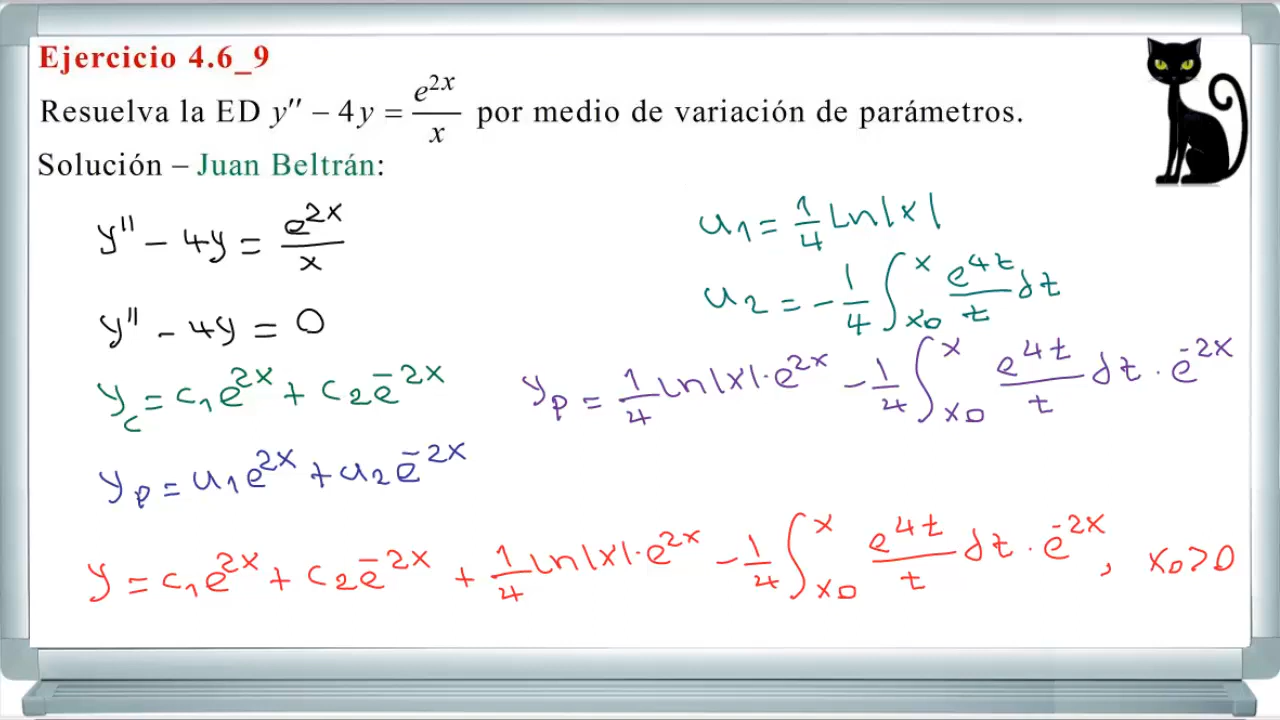 Ejercicio 4.6_9
Resuelva la ED y″ − 4y = e^{2x}/x por medio de variación de parámetros.
Solución – Juan Beltrán:
y″ − 4y = e^{2x}/x
y″ − 4y = 0
y_c = c₁e^{2x} + c₂e^{−2x}
y_p = u₁e^{2x} + u₂e^{−2x}
u₁ = 1/4 Ln|x|
u₂ = −1/4 ∫_{x₀}^{x} e^{4t}/t dt
y_p = 1/4 Ln|x|·e^{2x} − 1/4 ∫_{x₀}^{x} e^{4t}/t dt · e^{−2x}
y = c₁e^{2x} + c₂e^{−2x} + 1/4 Ln|x|·e^{2x} − 1/4 ∫_{x₀}^{x} e^{4t}/t dt · e^{−2x}, x₀>0